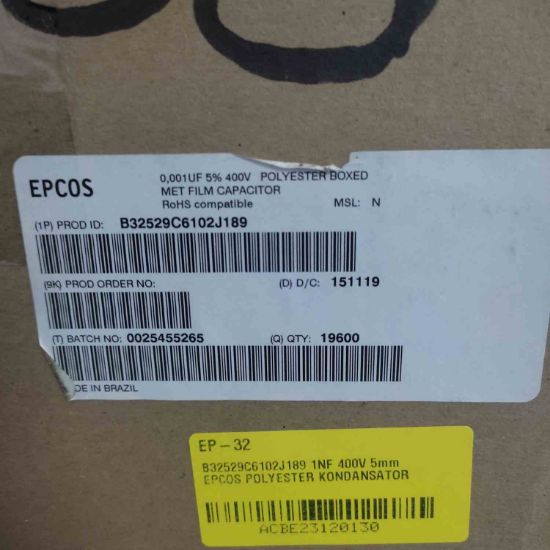 EPCOS
0,001UF 5% 400V POLYESTER BOXED
MET FILM CAPACITOR
RoHS compatible MSL: N
(1P) PROD ID: B32529C6102J189
(9K) PROD ORDER NO: (D) D/C: 151119
(T) BATCH NO: 0025455265 (Q) QTY: 19600
DE IN BRAZIL
EP-32
B32529C6102J189 1NF 400V 5mm
EPCOS POLYESTER KONDANSATOR
ACBE23120130